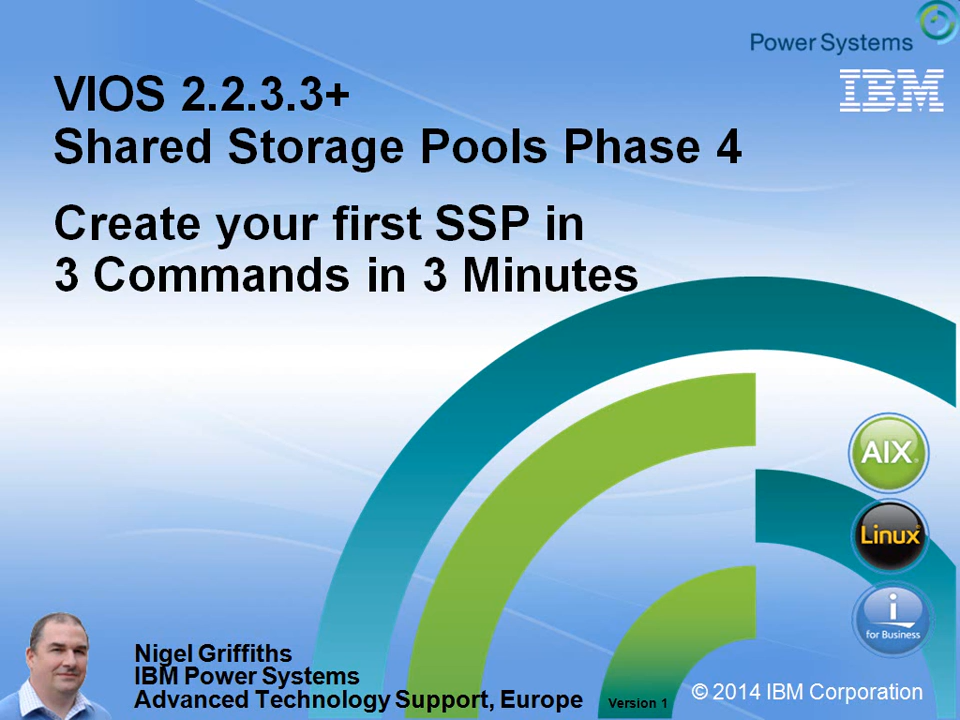 Power Systems
IBM
VIOS 2.2.3.3+
Shared Storage Pools Phase 4
Create your first SSP in
3 Commands in 3 Minutes
AIX
Linux
i
for Business
Nigel Griffiths
IBM Power Systems
Advanced Technology Support, Europe
Version 1
© 2014 IBM Corporation